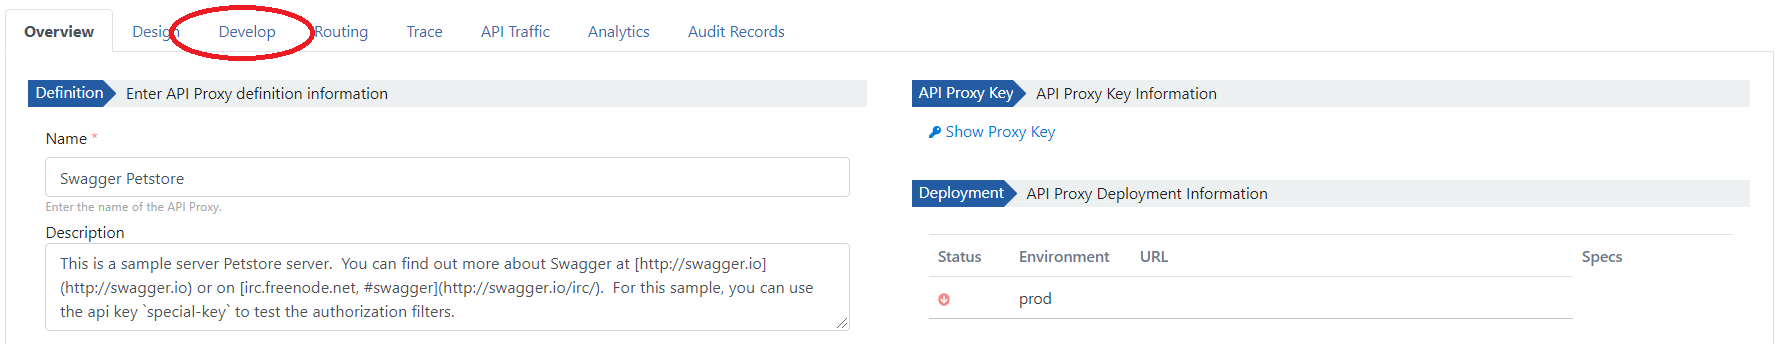 Overview Design Develop Routing Trace API Traffic Analytics Audit Records
Definition Enter API Proxy definition information
Name *
Swagger Petstore
Enter the name of the API Proxy.
Description
This is a sample server Petstore server.  You can find out more about Swagger at [http://swagger.io]
(http://swagger.io) or on [irc.freenode.net, #swagger](http://swagger.io/irc/).  For this sample, you can use
the api key `special-key` to test the authorization filters.
API Proxy Key API Proxy Key Information
Show Proxy Key
Deployment API Proxy Deployment Information
Status Environment URL Specs
prod